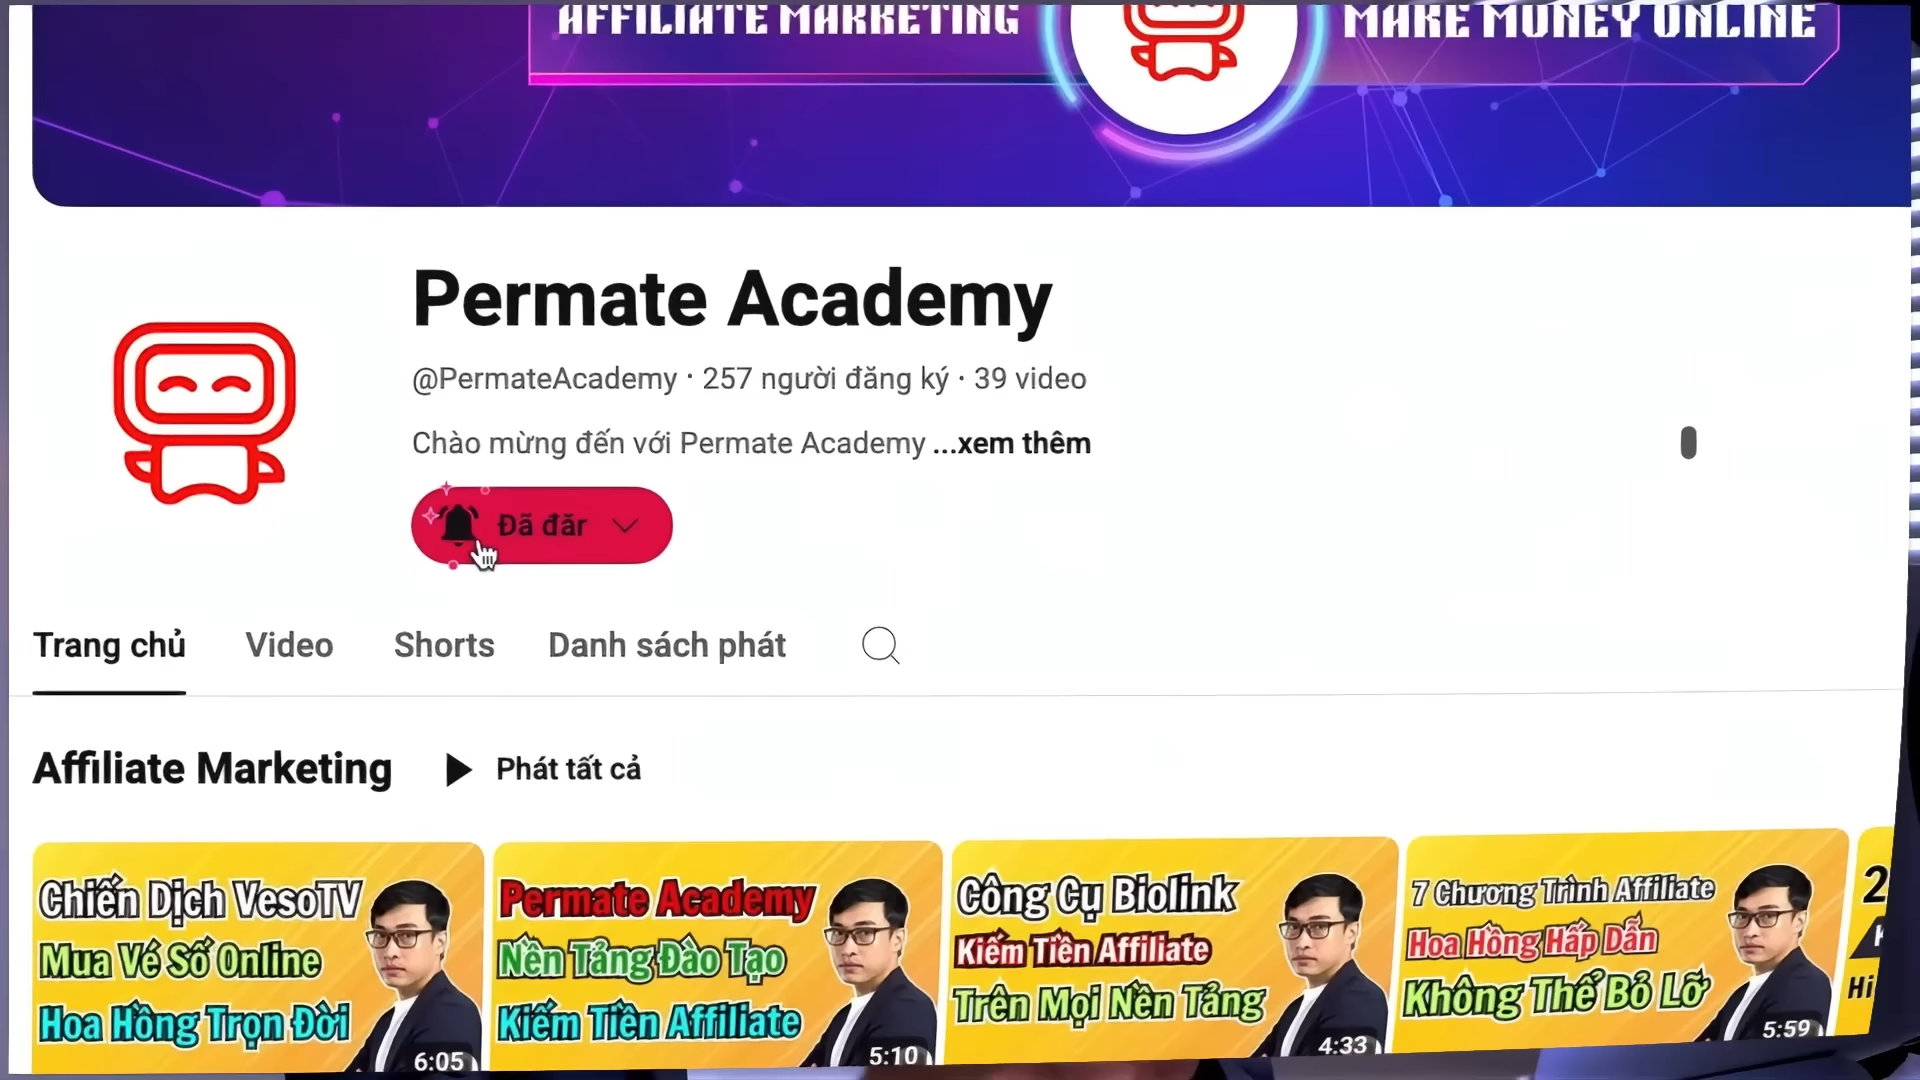 AFFILIATE MARKETING
MAKE MONEY ONLINE
Permate Academy
@PermateAcademy · 257 người đăng ký · 39 video
Chào mừng đến với Permate Academy ...xem thêm
Đã đăr
Trang chủ Video Shorts Danh sách phát
Affiliate Marketing Phát tất cả
Chiến Dịch VesoTV
Mua Vé Số Online
Hoa Hồng Trọn Đời
6:05
Permate Academy
Nền Tảng Đào Tạo
Kiếm Tiền Affiliate
5:10
Công Cụ Biolink
Kiếm Tiền Affiliate
Trên Mọi Nền Tảng
4:33
7 Chương Trình Affiliate
Hoa Hồng Hấp Dẫn
Không Thể Bỏ Lỡ
5:59
2
K
Hi